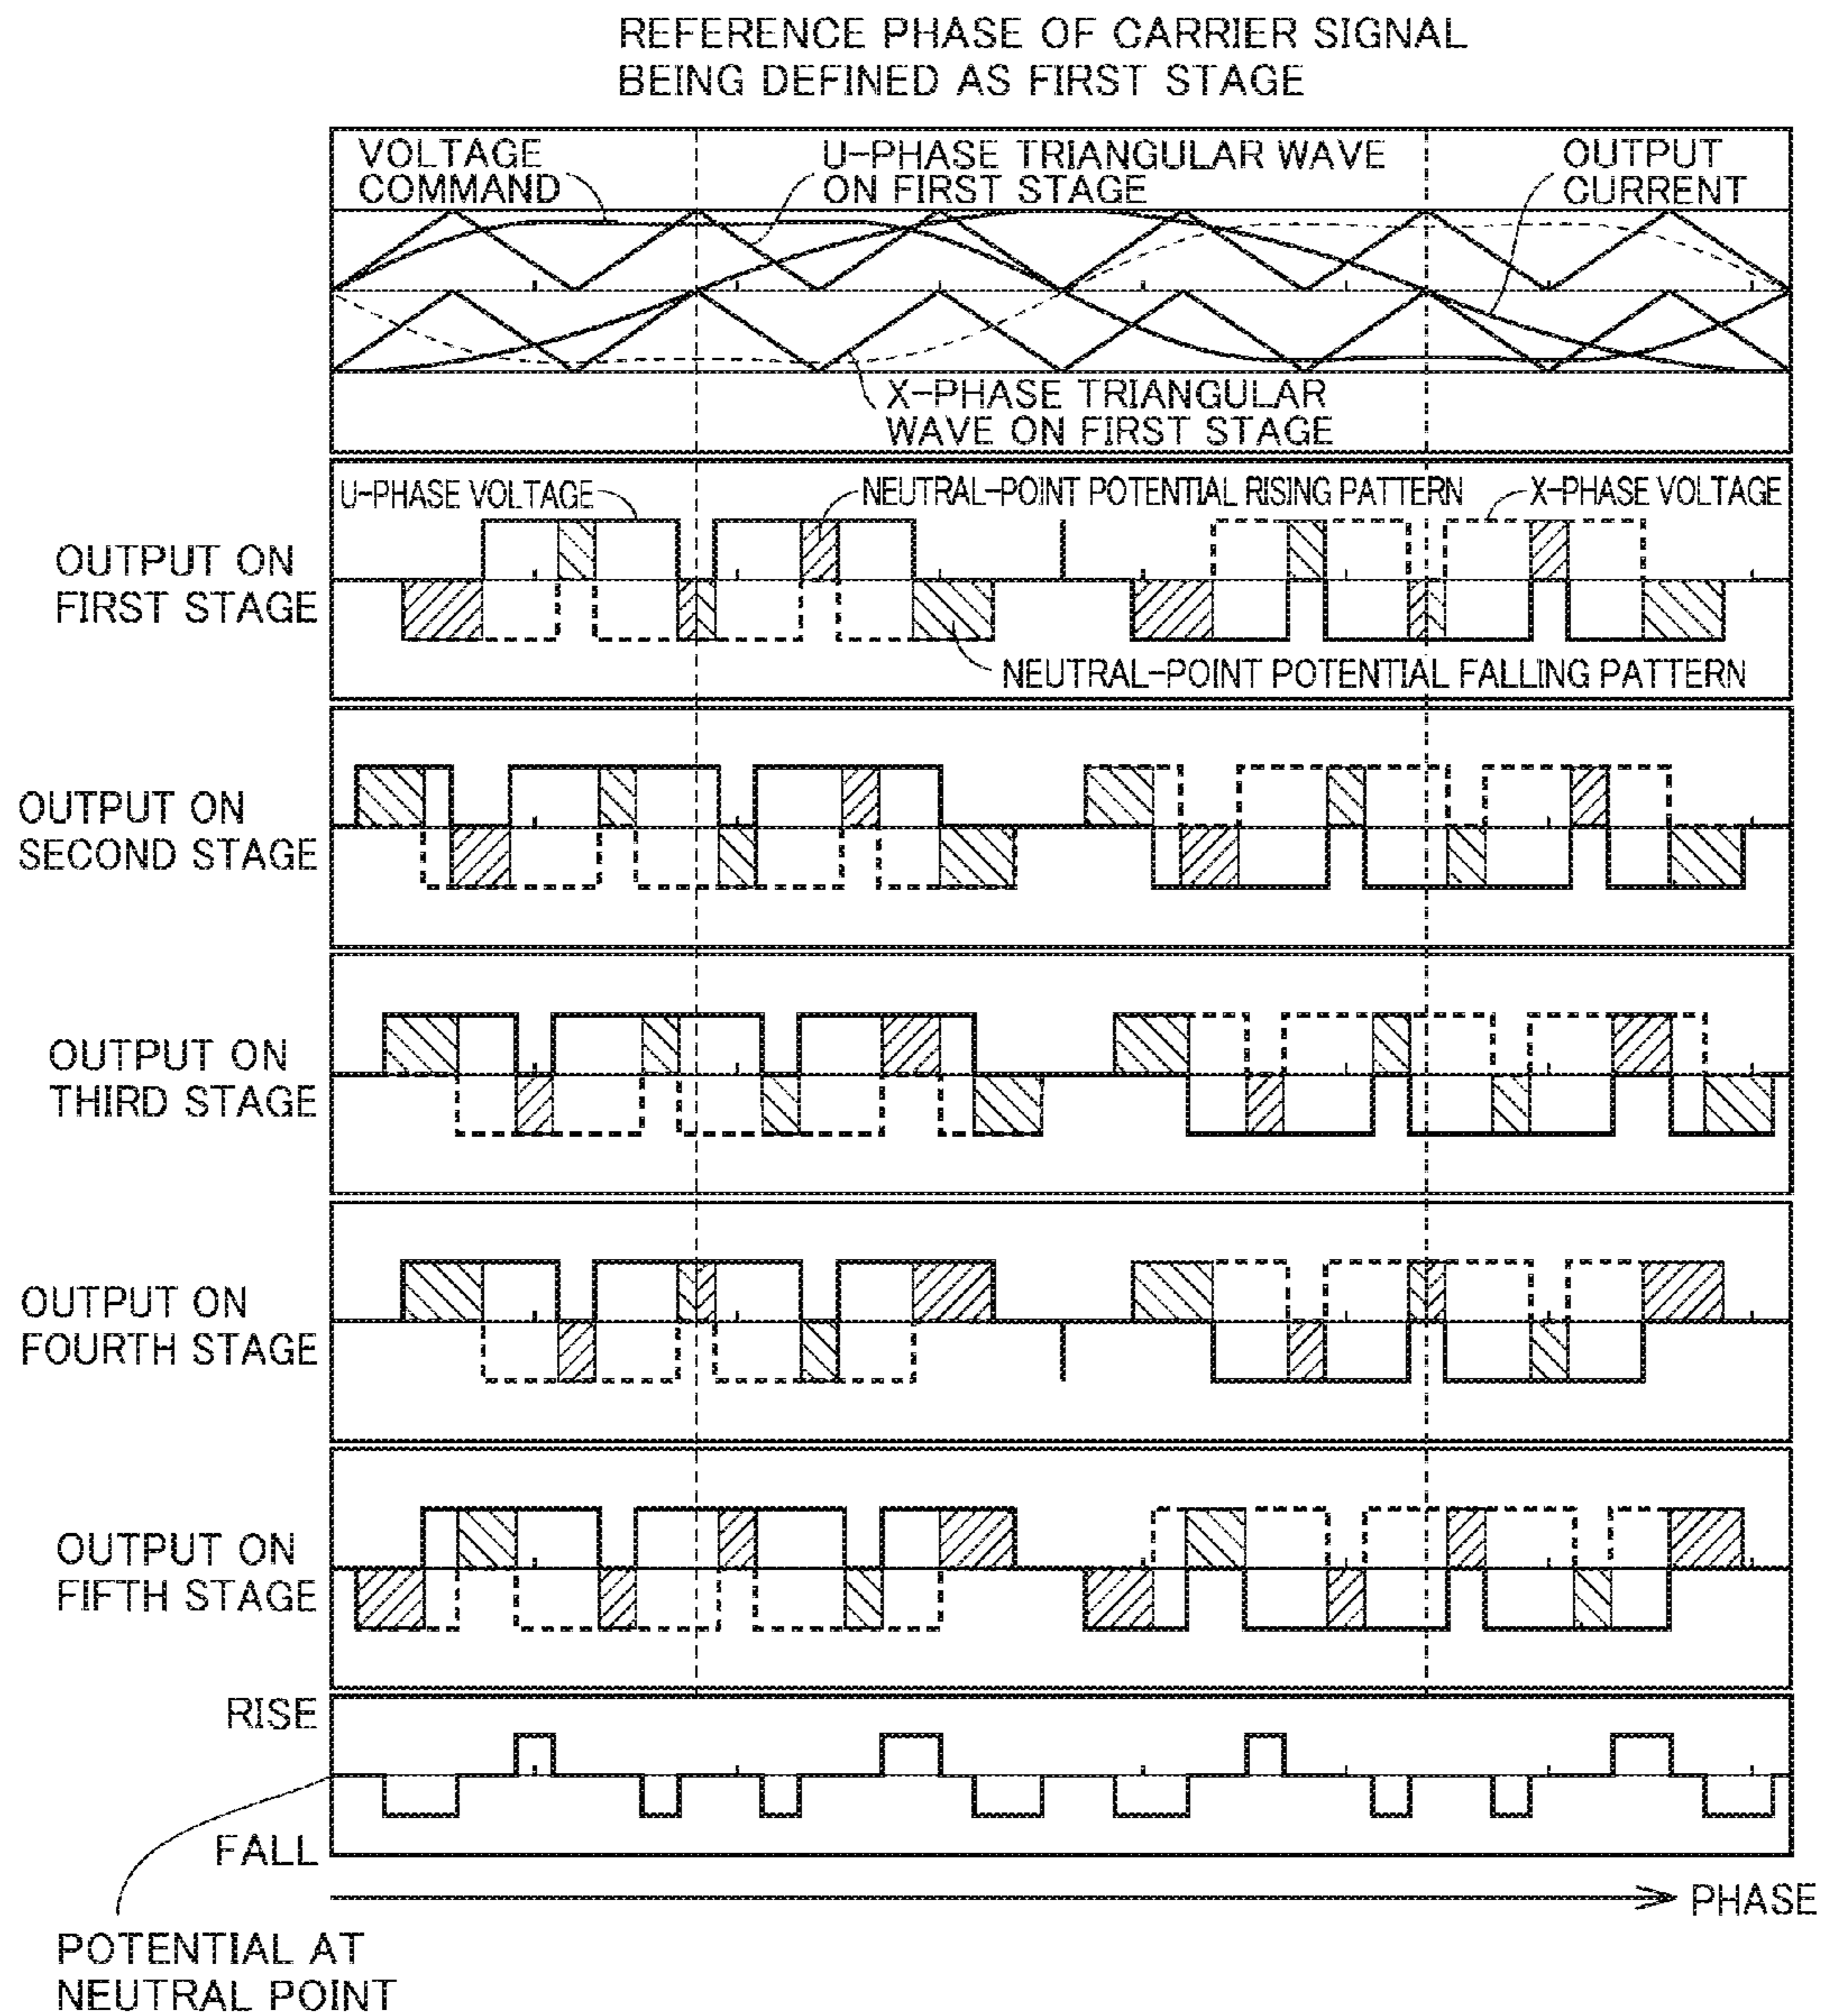 REFERENCE PHASE OF CARRIER SIGNAL
BEING DEFINED AS FIRST STAGE
VOLTAGE
COMMAND
U-PHASE TRIANGULAR WAVE
ON FIRST STAGE
OUTPUT
CURRENT
X-PHASE TRIANGULAR
WAVE ON FIRST STAGE
U-PHASE VOLTAGE
NEUTRAL-POINT POTENTIAL RISING PATTERN
X-PHASE VOLTAGE
OUTPUT ON
FIRST STAGE
NEUTRAL-POINT POTENTIAL FALLING PATTERN
OUTPUT ON
SECOND STAGE
OUTPUT ON
THIRD STAGE
OUTPUT ON
FOURTH STAGE
OUTPUT ON
FIFTH STAGE
RISE
FALL
PHASE
POTENTIAL AT
NEUTRAL POINT